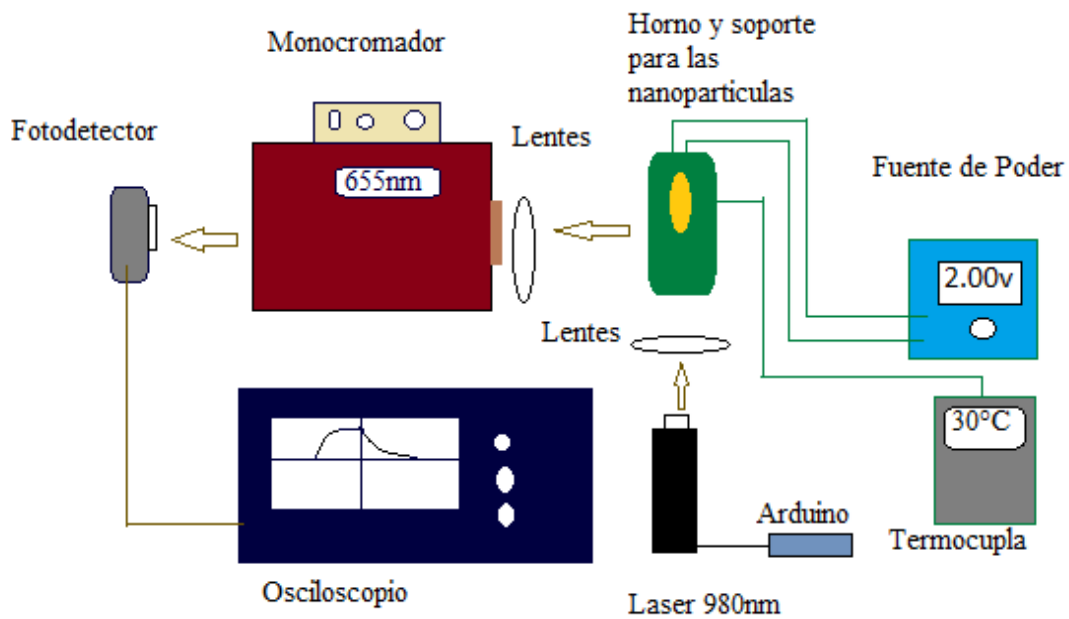 Horno y soporte
para las
nanoparticulas
Monocromador
Fotodetector
Lentes
Fuente de Poder
655nm
2.00v
Lentes
30°C
Arduino
Termocupla
Osciloscopio
Laser 980nm